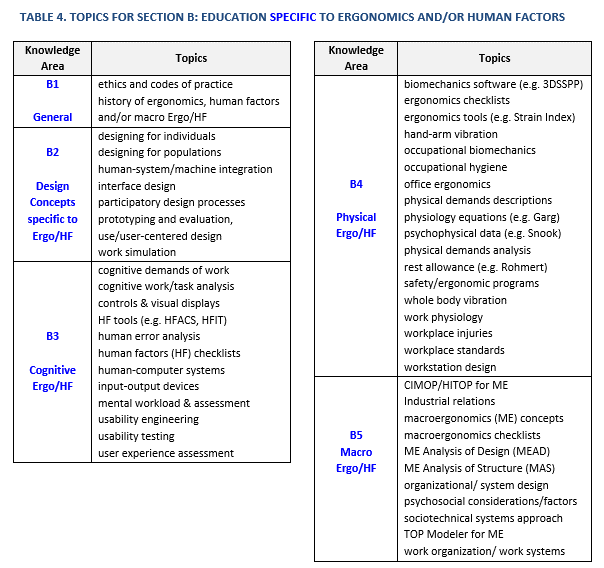 TABLE 4. TOPICS FOR SECTION B: EDUCATION SPECIFIC TO ERGONOMICS AND/OR HUMAN FACTORS
Knowledge
Area
Topics
B1
General
ethics and codes of practice
history of ergonomics, human factors
and/or macro Ergo/HF
B2
Design
Concepts
specific to
Ergo/HF
designing for individuals
designing for populations
human-system/machine integration
interface design
participatory design processes
prototyping and evaluation,
use/user-centered design
work simulation
B3
Cognitive
Ergo/HF
cognitive demands of work
cognitive work/task analysis
controls & visual displays
HF tools (e.g. HFACS, HFIT)
human error analysis
human factors (HF) checklists
human-computer systems
input-output devices
mental workload & assessment
usability engineering
usability testing
user experience assessment
Knowledge
Area
Topics
B4
Physical
Ergo/HF
biomechanics software (e.g. 3DSSPP)
ergonomics checklists
ergonomics tools (e.g. Strain Index)
hand-arm vibration
occupational biomechanics
occupational hygiene
office ergonomics
physical demands descriptions
physiology equations (e.g. Garg)
psychophysical data (e.g. Snook)
physical demands analysis
rest allowance (e.g. Rohmert)
safety/ergonomic programs
whole body vibration
work physiology
workplace injuries
workplace standards
workstation design
B5
Macro
Ergo/HF
CIMOP/HITOP for ME
Industrial relations
macroergonomics (ME) concepts
macroergonomics checklists
ME Analysis of Design (MEAD)
ME Analysis of Structure (MAS)
organizational/ system design
psychosocial considerations/factors
sociotechnical systems approach
TOP Modeler for ME
work organization/ work systems